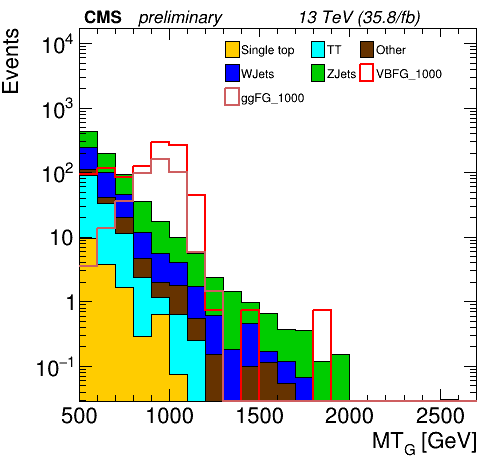 CMS preliminary 13 TeV (35.8/fb)
Events
Single top TT Other
WJets ZJets VBFG_1000
ggFG_1000
10^4
10^3
10^2
10
1
10^-1
500 1000 1500 2000 2500
MT_G [GeV]